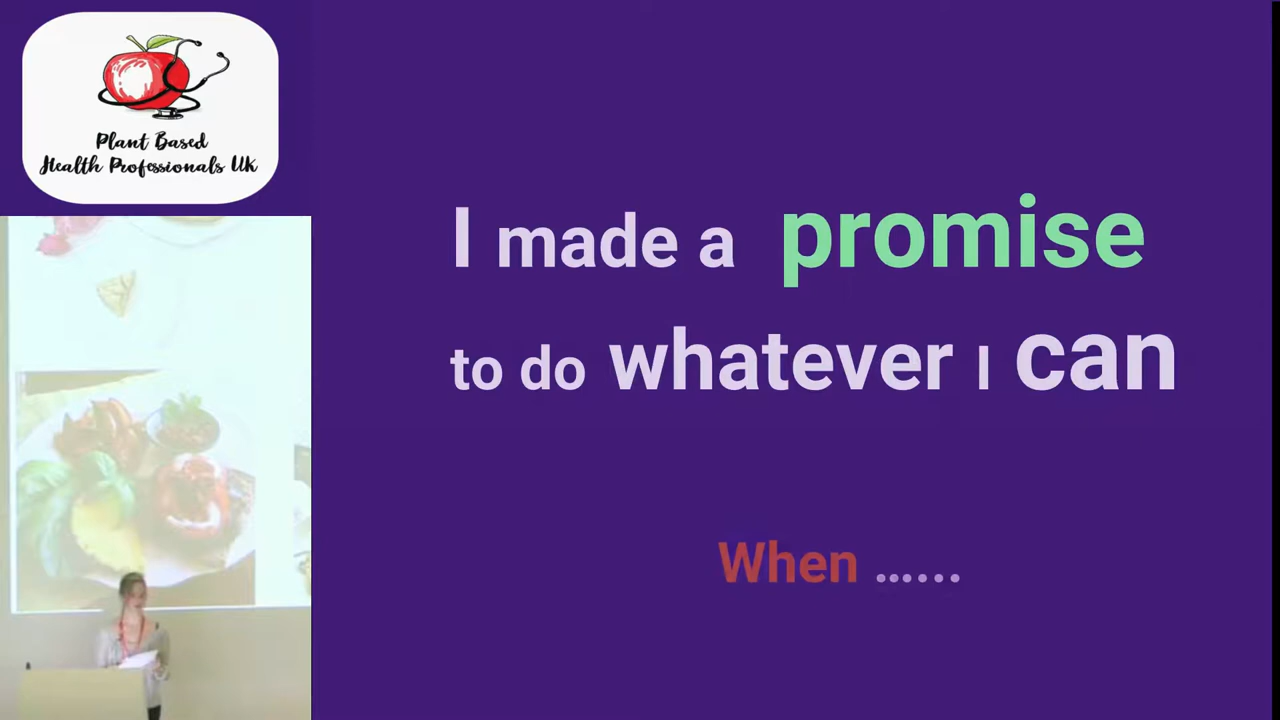 Plant Based
Health Professionals UK
I made a promise
to do whatever I can
When ......